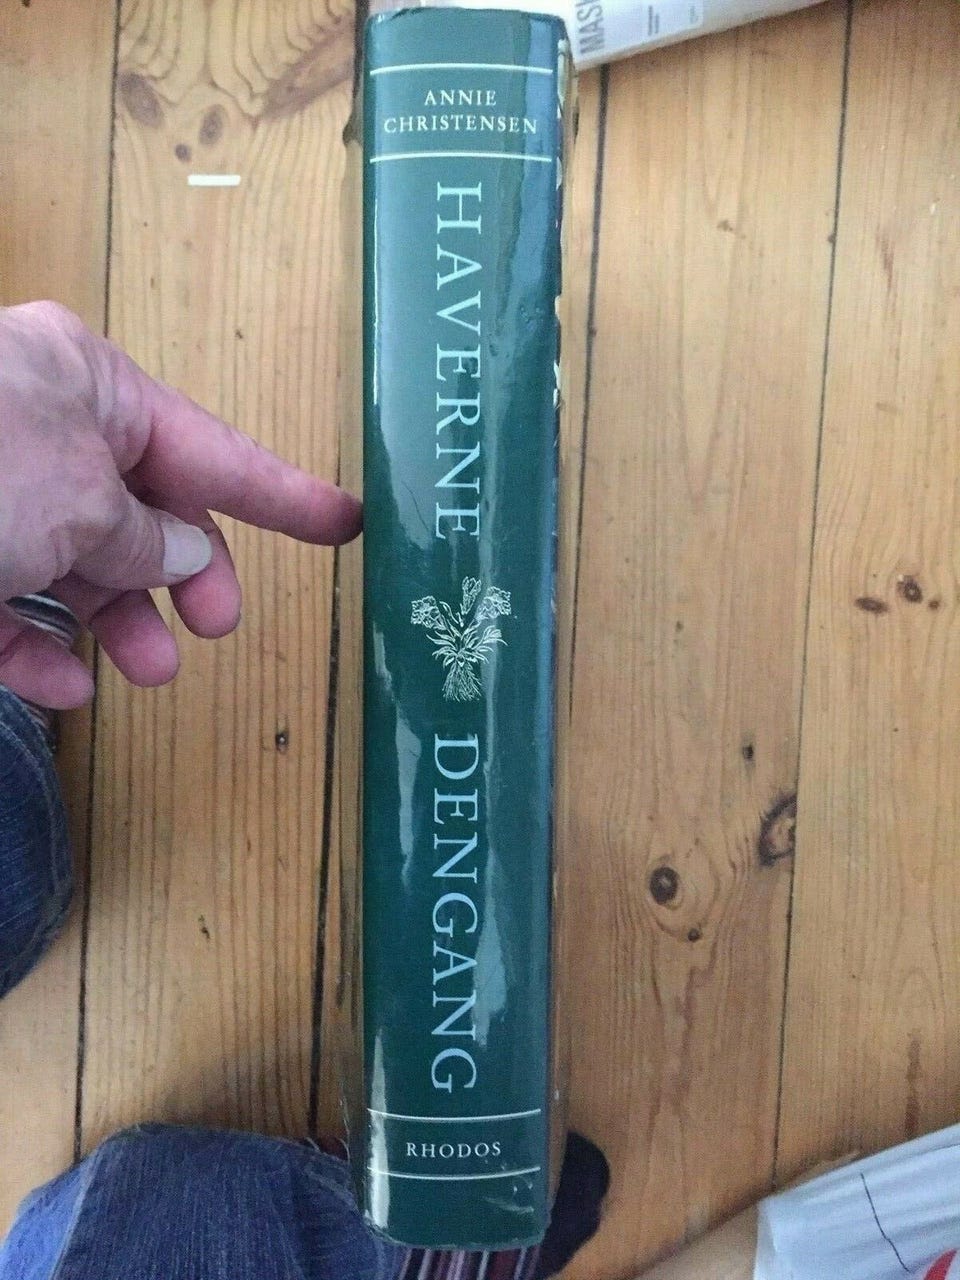 ANNIE
CHRISTENSEN
HAVERNE DENGANG
RHODOS